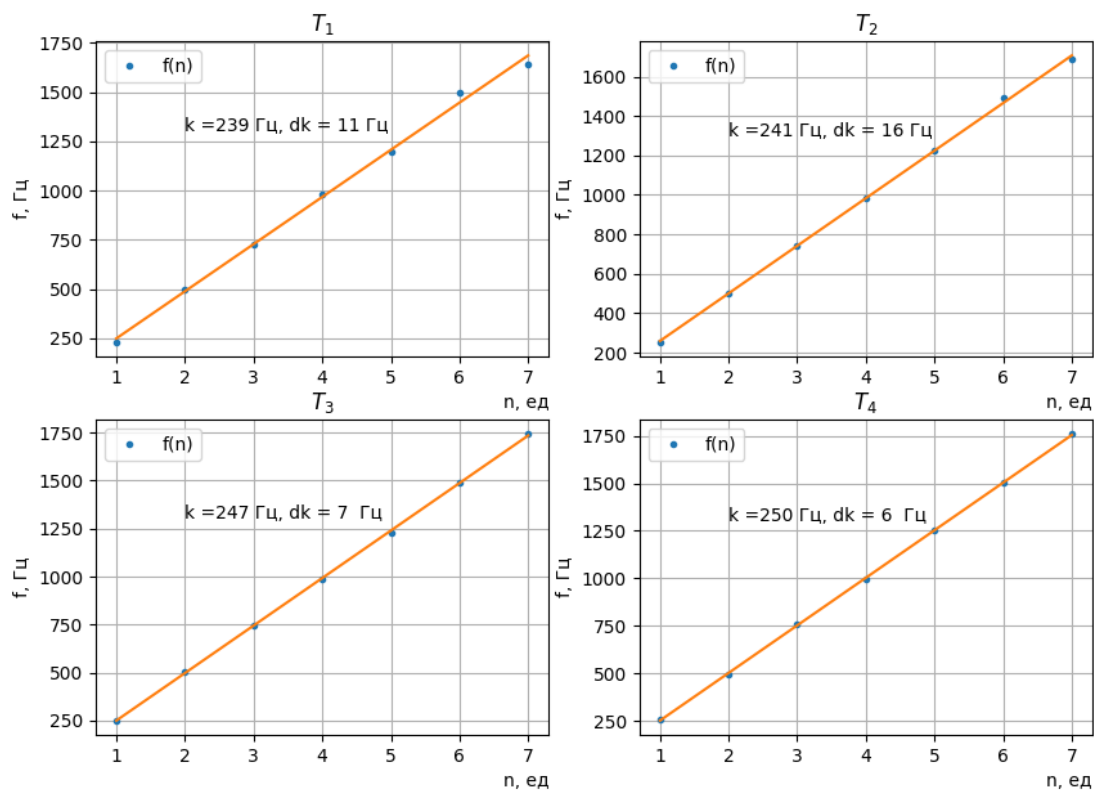 T₁
f(n)
k =239 Гц, dk = 11 Гц
f, Гц
1750
1500
1250
1000
750
500
250
1 2 3 4 5 6 7
n, ед
T₂
f(n)
k =241 Гц, dk = 16 Гц
f, Гц
1600
1400
1200
1000
800
600
400
200
1 2 3 4 5 6 7
n, ед
T₃
f(n)
k =247 Гц, dk = 7 Гц
f, Гц
1750
1500
1250
1000
750
500
250
1 2 3 4 5 6 7
n, ед
T₄
f(n)
k =250 Гц, dk = 6 Гц
f, Гц
1750
1500
1250
1000
750
500
250
1 2 3 4 5 6 7
n, ед